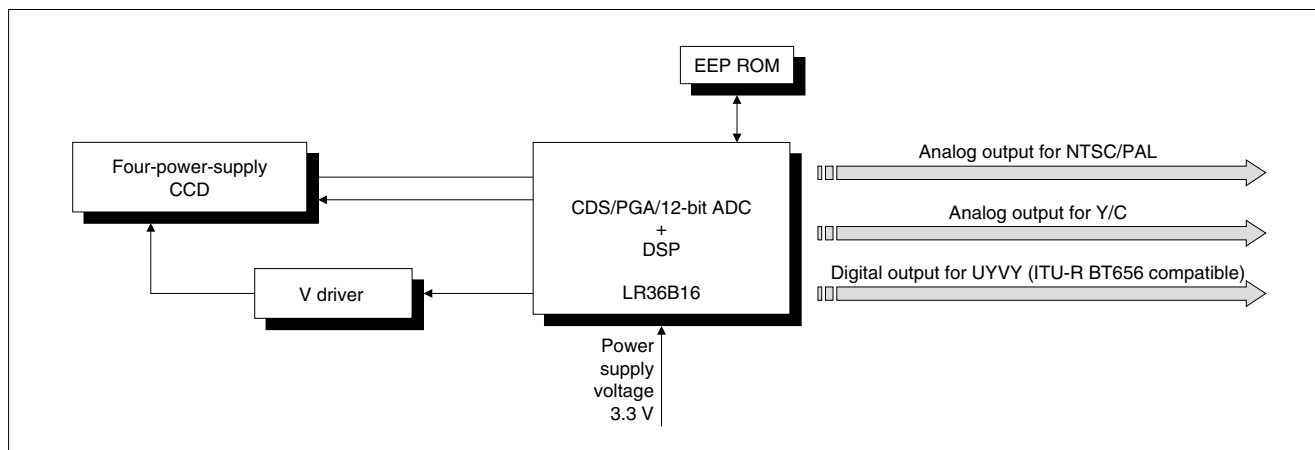 EEP ROM
Four-power-supply
CCD
CDS/PGA/12-bit ADC
+
DSP
LR36B16
V driver
Analog output for NTSC/PAL
Analog output for Y/C
Digital output for UYVY (ITU-R BT656 compatible)
Power
supply
voltage
3.3 V